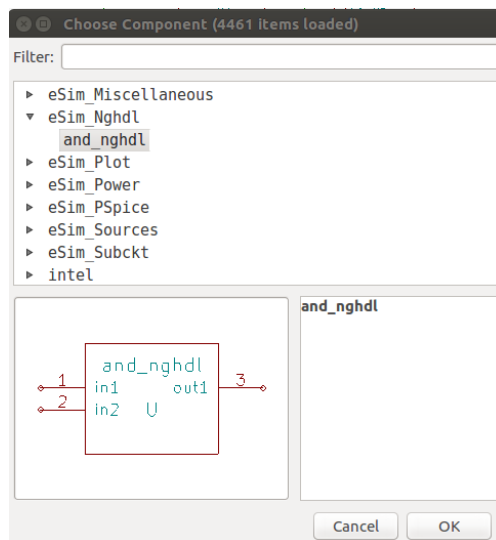 Choose Component (4461 items loaded)
Filter:
eSim_Miscellaneous
eSim_Nghdl
and_nghdl
eSim_Plot
eSim_Power
eSim_PSpice
eSim_Sources
eSim_Subckt
intel
and_nghdl
1 in1 out1 3
2 in2 U
and_nghdl
Cancel OK